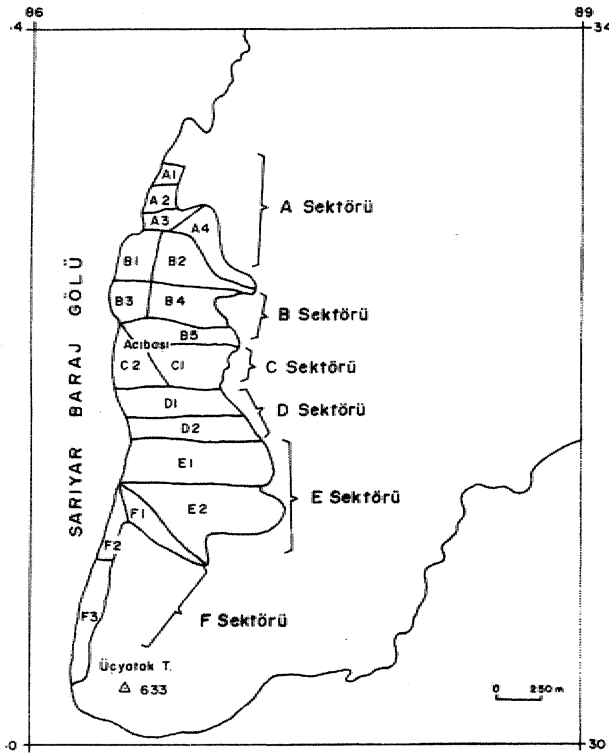 86
89
.4
34
A1
A2
A3
A4
A Sektörü
B1
B2
B3
B4
B Sektörü
B5
Acıbaşı
C2
C1
C Sektörü
D1
D Sektörü
D2
E1
E2
E Sektörü
F1
F2
F3
F Sektörü
SARIYAR BARAJ GÖLÜ
Üçyatak T.
633
0 250 m
.0
30